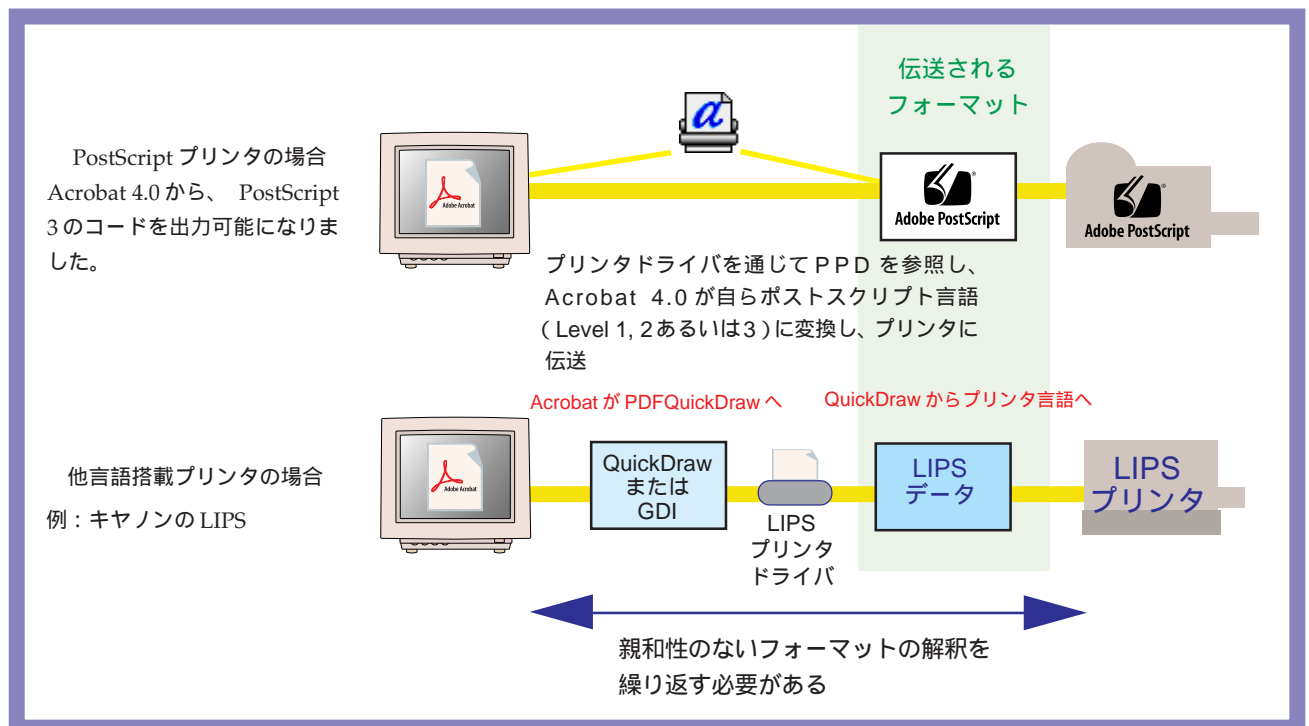 伝送される
フォーマット
α
PostScript プリンタの場合
Acrobat 4.0 から、 PostScript
3 のコードを出力可能になりま
した。
Adobe Acrobat
Adobe PostScript
Adobe PostScript
プリンタドライバを通じて P P D を参照し、
Acrobat 4.0 が自らポストスクリプト言語
( Level 1, 2あるいは3 ) に変換し、プリンタに
伝送
Acrobat が PDFQuickDraw へ
QuickDraw からプリンタ言語へ
他言語搭載プリンタの場合
例：キヤノンの LIPS
Adobe Acrobat
QuickDraw
または
GDI
LIPS
プリンタ
ドライバ
LIPS
データ
LIPS
プリンタ
親和性のないフォーマットの解釈を
繰り返す必要がある